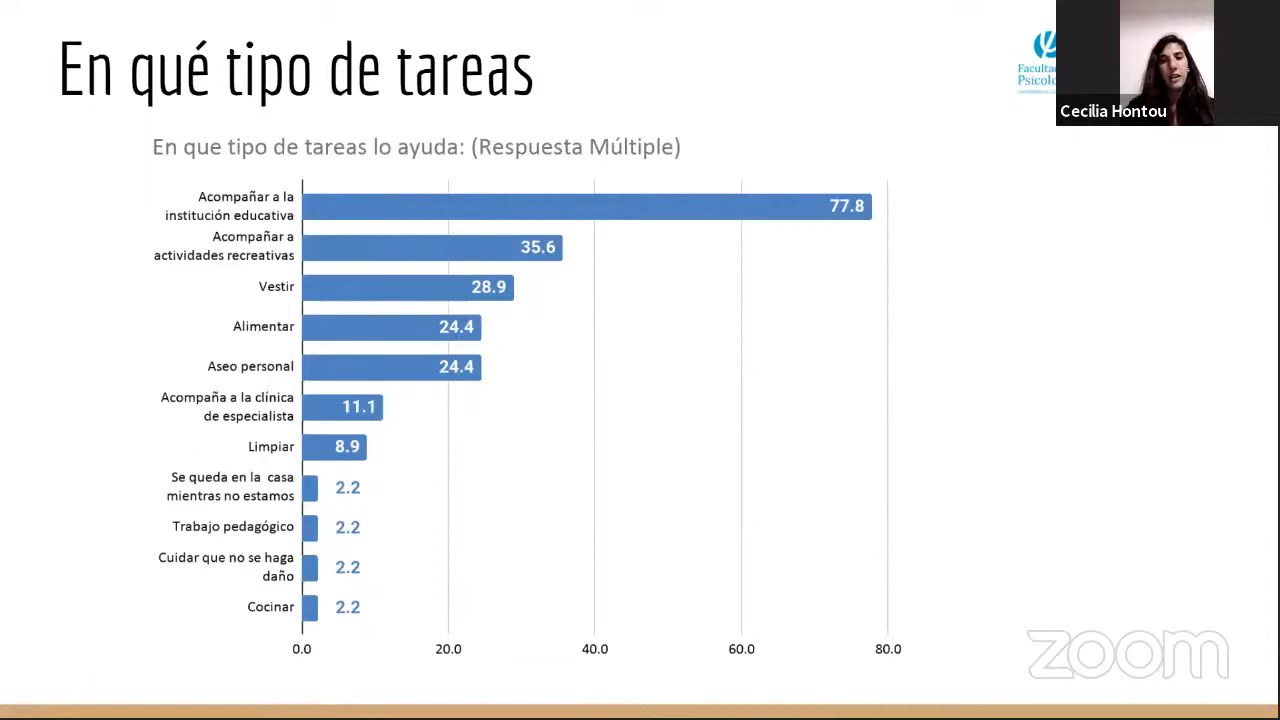 En qué tipo de tareas
Cecilia Hontou
En que tipo de tareas lo ayuda: (Respuesta Múltiple)
Acompañar a la
institución educativa
77.8
Acompañar a
actividades recreativas
35.6
Vestir
28.9
Alimentar
24.4
Aseo personal
24.4
Acompaña a la clínica
de especialista
11.1
Limpiar
8.9
Se queda en la casa
mientras no estamos
2.2
Trabajo pedagógico
2.2
Cuidar que no se haga
daño
2.2
Cocinar
2.2
0.0 20.0 40.0 60.0 80.0
zoom